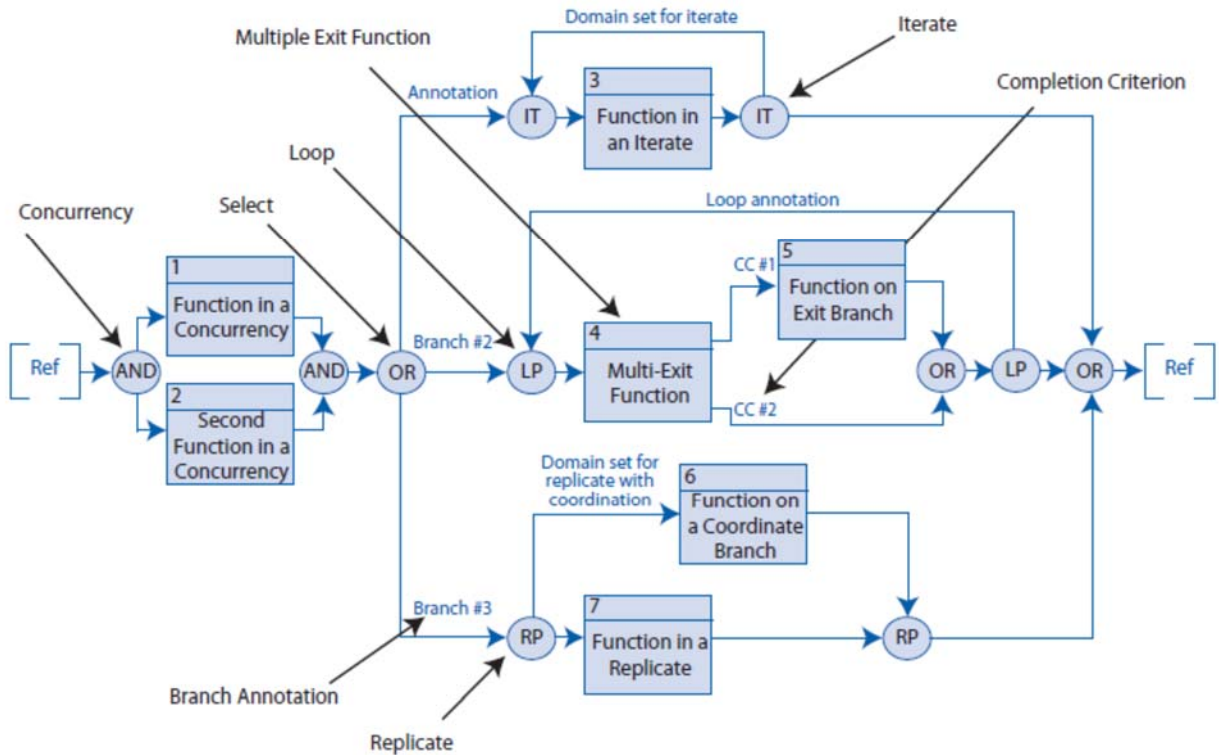 Domain set for iterate
Multiple Exit Function
Iterate
Annotation
IT
3
Function in
an Iterate
IT
Completion Criterion
Loop
Concurrency
Select
Loop annotation
1
Function in a
Concurrency
CC #1
5
Function on
Exit Branch
Ref
AND
AND
OR
Branch #2
LP
4
Multi-Exit
Function
OR
LP
OR
Ref
2
Second
Function in a
Concurrency
CC #2
Domain set for
replicate with
coordination
6
Function on
a Coordinate
Branch
Branch #3
RP
7
Function in a
Replicate
RP
Branch Annotation
Replicate